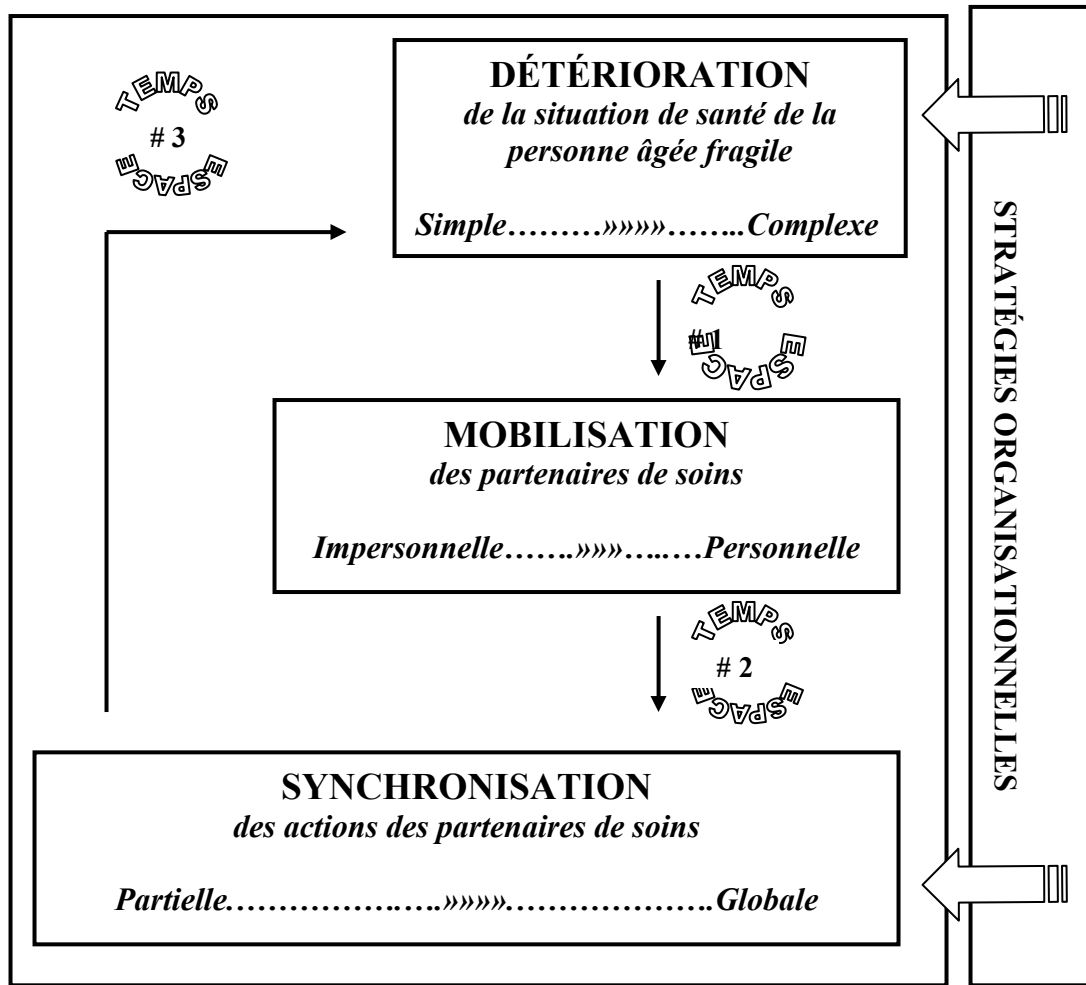 TEMPS
# 3
ESPACE
DÉTÉRIORATION
de la situation de santé de la
personne âgée fragile
Simple………»»»»……..Complexe
TEMPS
# 1
ESPACE
MOBILISATION
des partenaires de soins
Impersonnelle…….»»»…..…Personnelle
TEMPS
# 2
ESPACE
SYNCHRONISATION
des actions des partenaires de soins
Partielle……………..….»»»»………………….Globale
STRATÉGIES ORGANISATIONNELLES